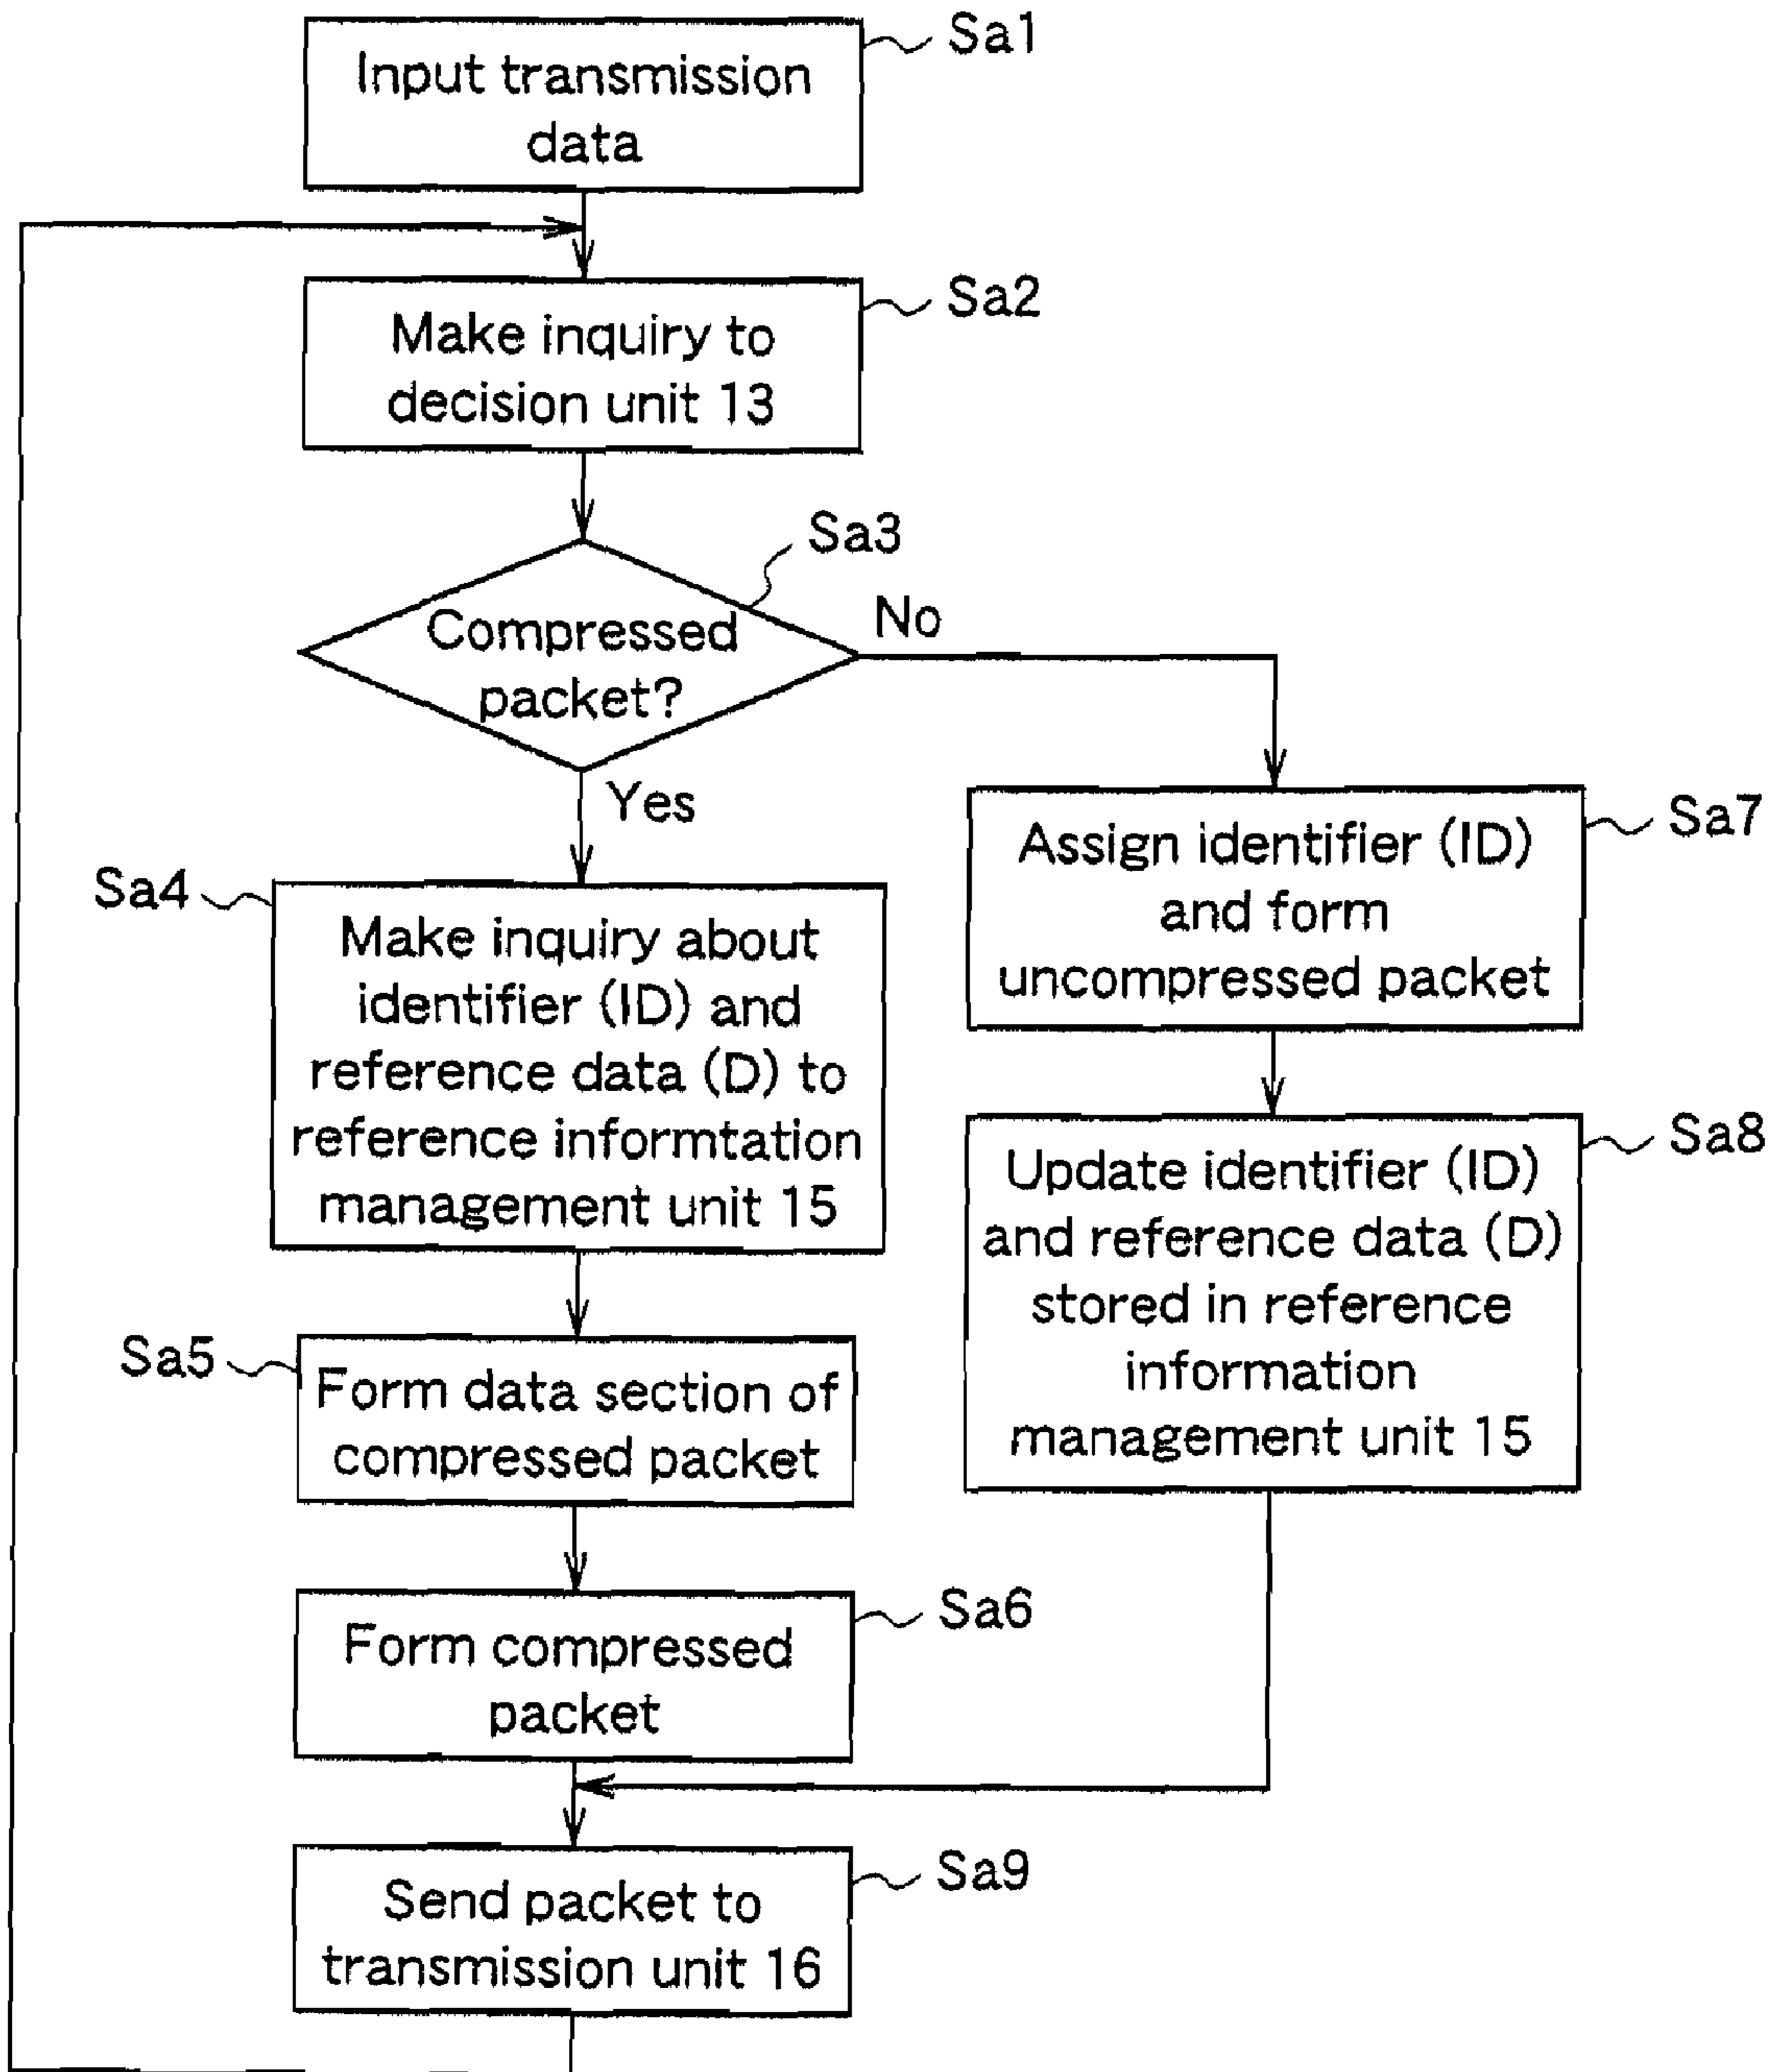 Sa1
Input transmission
data
Sa2
Make inquiry to
decision unit 13
Sa3
Compressed
packet?
No
Yes
Sa4
Make inquiry about
identifier (ID) and
reference data (D) to
reference informtation
management unit 15
Sa7
Assign identifier (ID)
and form
uncompressed packet
Sa8
Update identifier (ID)
and reference data (D)
stored in reference
information
management unit 15
Sa5
Form data section of
compressed packet
Sa6
Form compressed
packet
Sa9
Send packet to
transmission unit 16